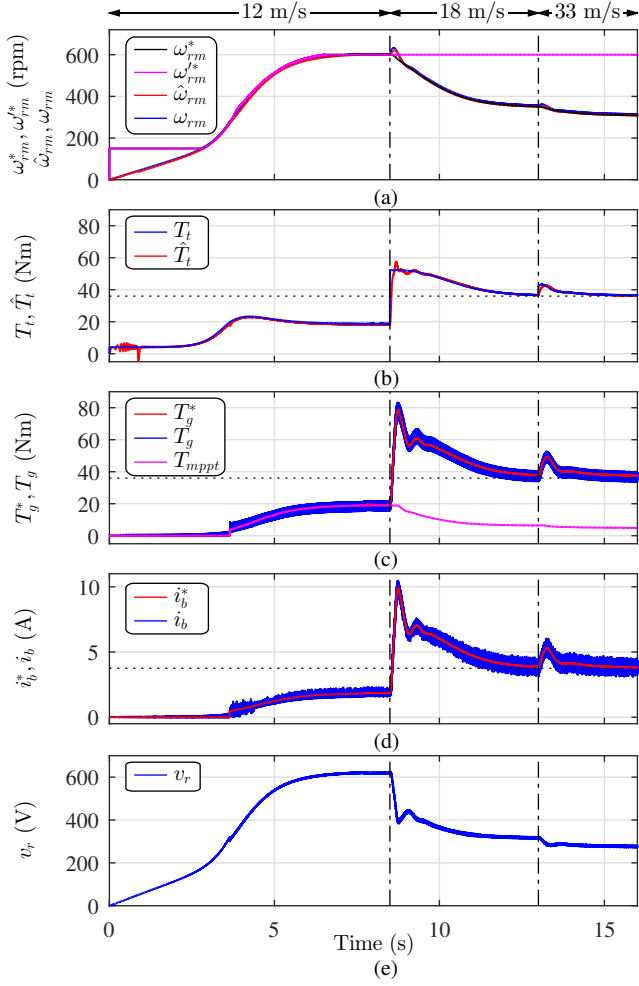 12 m/s 18 m/s 33 m/s
ω*rm, ω′*rm (rpm)
ω̂rm, ωrm
600
400
200
0
ω*rm
ω′*rm
ω̂rm
ωrm
(a)
Tt, T̂t (Nm)
80
60
40
20
0
Tt
T̂t
(b)
T*g, Tg (Nm)
80
60
40
20
0
T*g
Tg
Tmppt
(c)
i*b, ib (A)
10
5
0
i*b
ib
(d)
vr (V)
600
400
200
0
vr
0 5 10 15
Time (s)
(e)